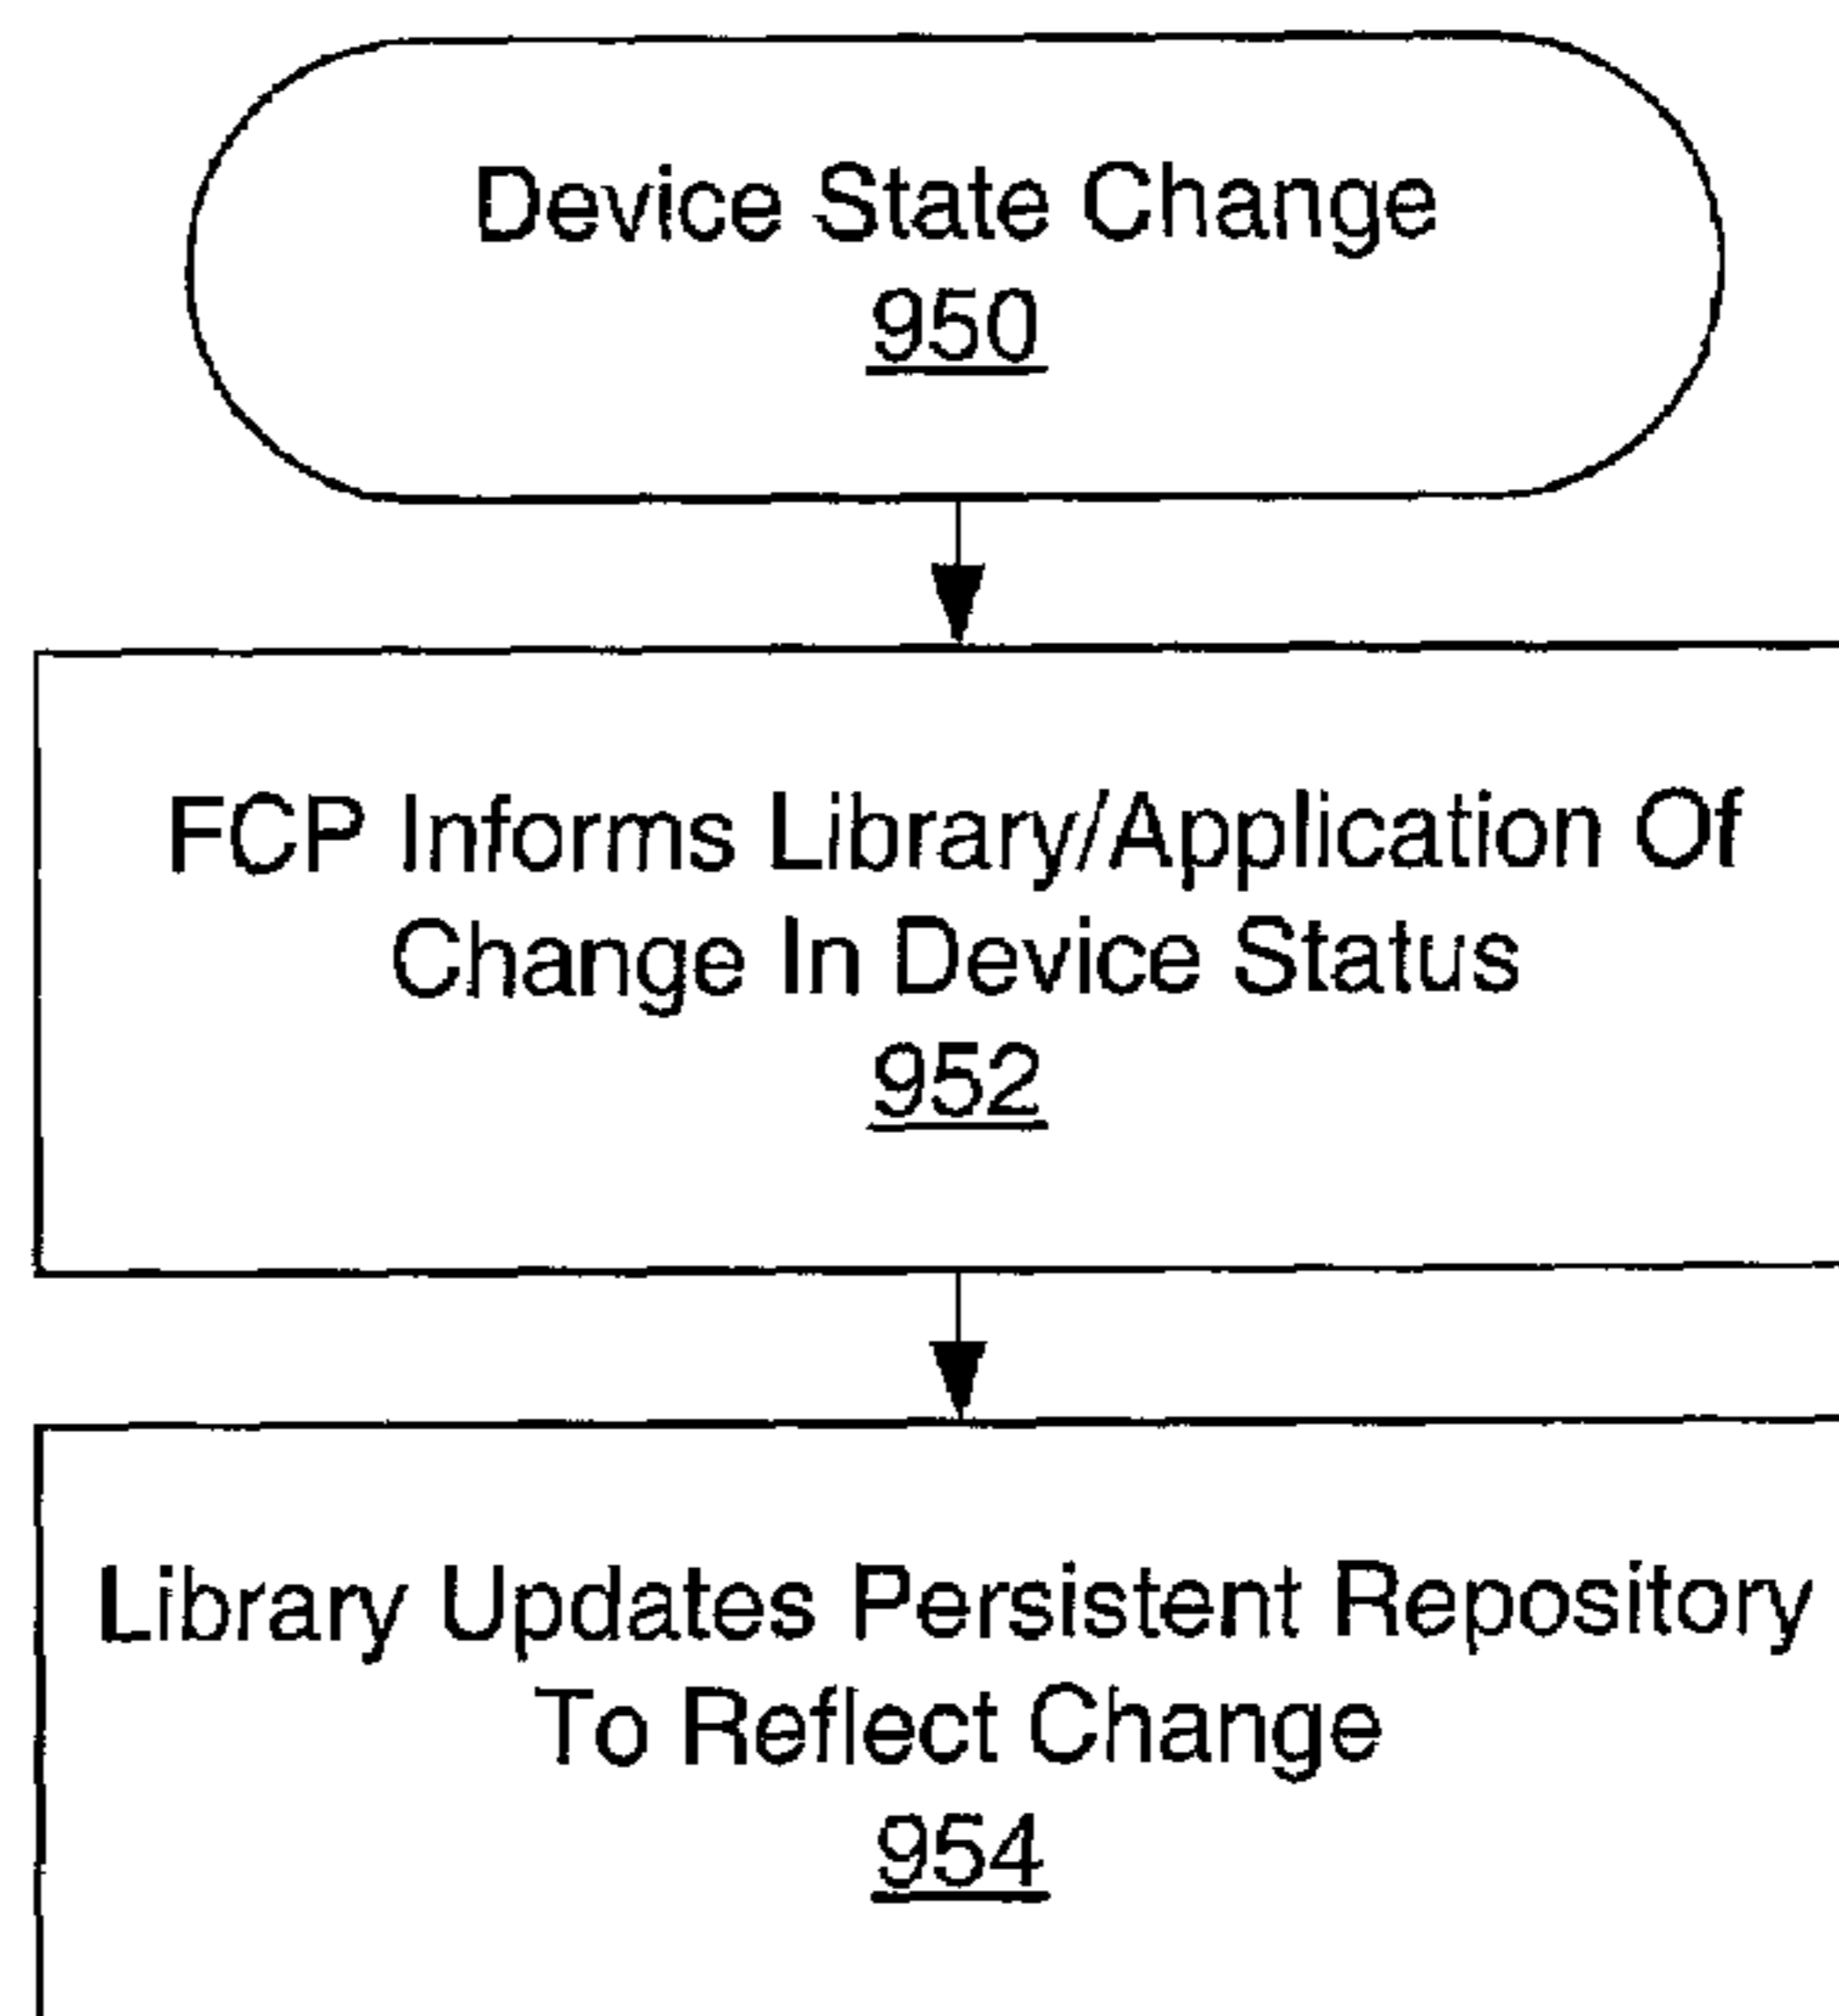 Device State Change
950
FCP Informs Library/Application Of
Change In Device Status
952
Library Updates Persistent Repository
To Reflect Change
954